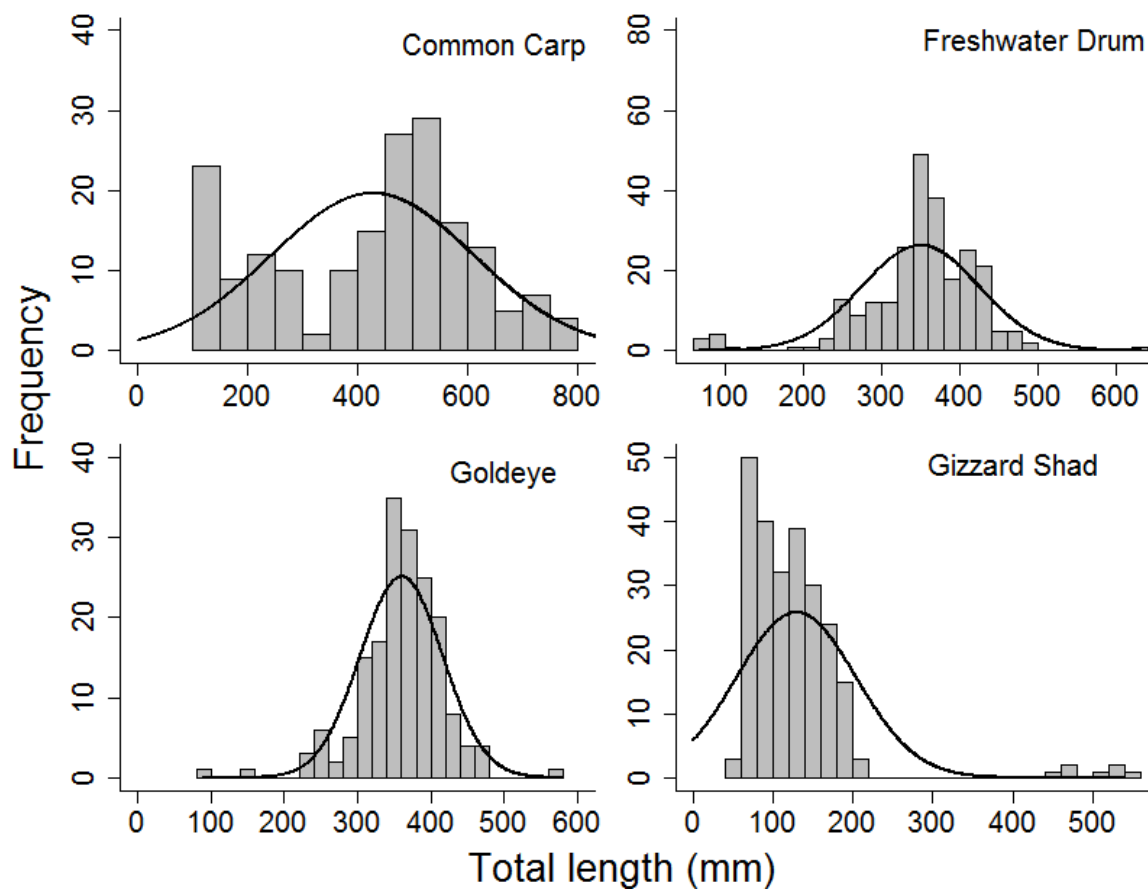 Common Carp
40
30
20
10
0
0 200 400 600 800
Freshwater Drum
80
60
40
20
0
100 200 300 400 500 600
Goldeye
40
30
20
10
0
0 100 200 300 400 500 600
Gizzard Shad
50
40
30
20
10
0
0 100 200 300 400 500
Frequency
Total length (mm)